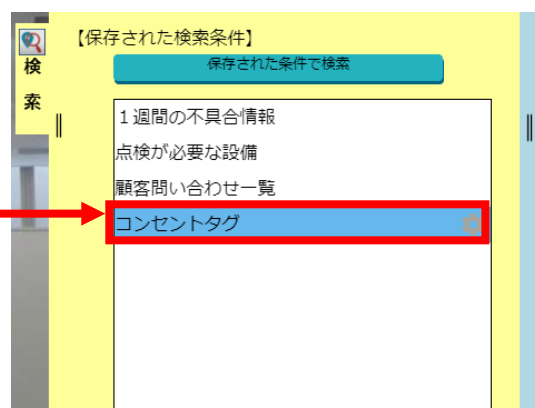 検索
【保存された検索条件】
保存された条件で検索
１週間の不具合情報
点検が必要な設備
顧客問い合わせ一覧
コンセントタグ